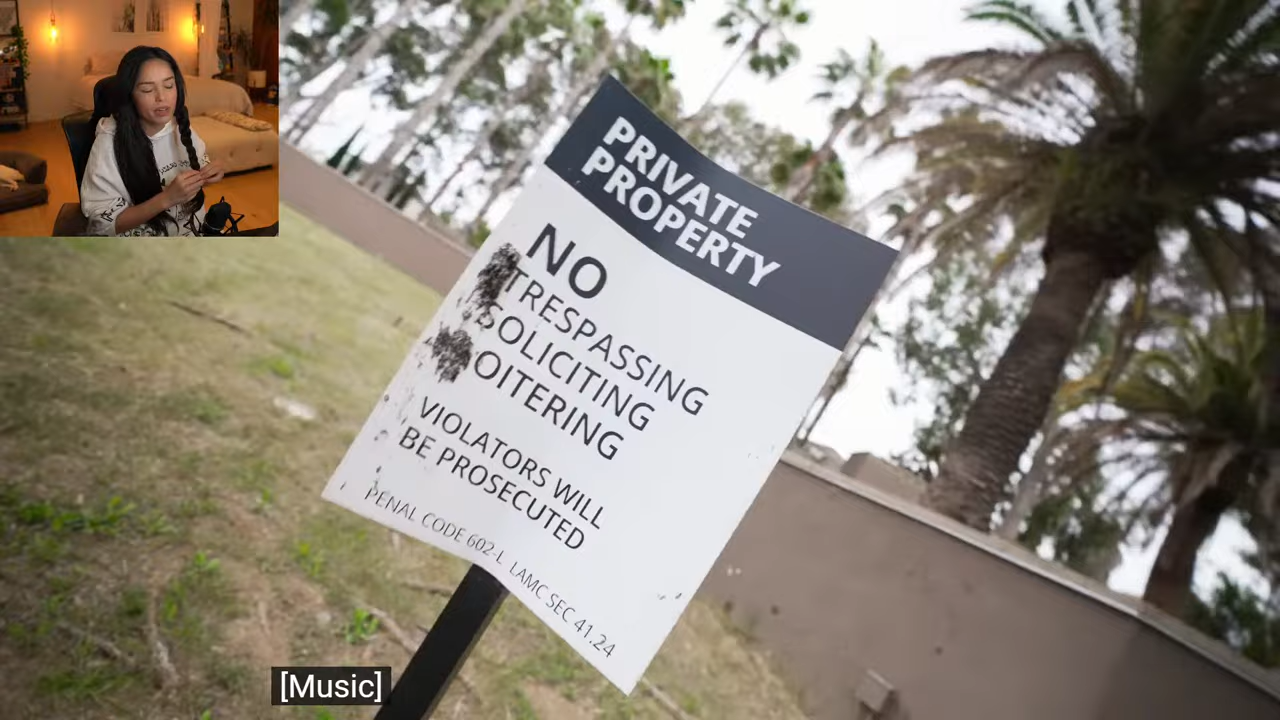 PRIVATE
PROPERTY
NO
TRESPASSING
SOLICITING
OITERING
VIOLATORS WILL
BE PROSECUTED
PENAL CODE 602-L LAMC SEC 41.24
[Music]